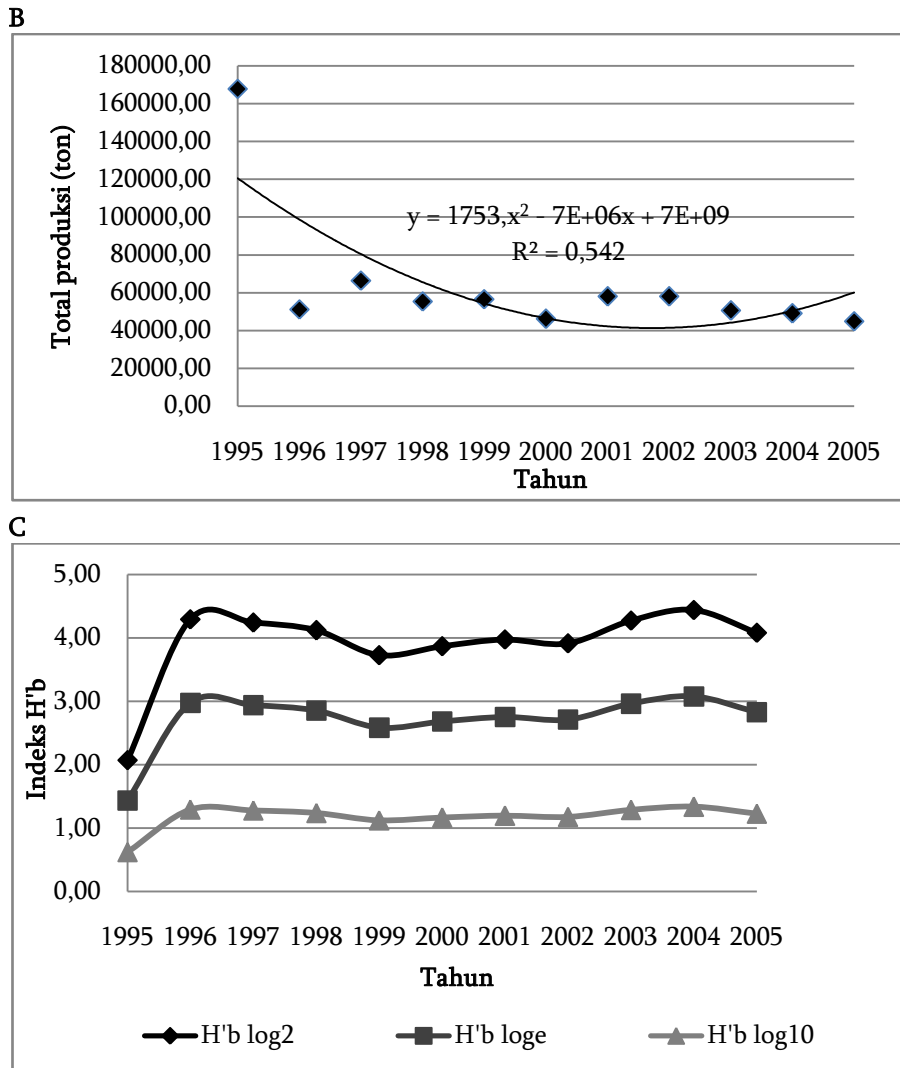 B
180000,00
160000,00
140000,00
120000,00
100000,00
80000,00
60000,00
40000,00
20000,00
0,00
Total produksi (ton)
y = 1753,x² - 7E+06x + 7E+09
R² = 0,542
1995 1996 1997 1998 1999 2000 2001 2002 2003 2004 2005
Tahun
C
5,00
4,00
3,00
2,00
1,00
0,00
Indeks H'b
1995 1996 1997 1998 1999 2000 2001 2002 2003 2004 2005
Tahun
H'b log2 H'b loge H'b log10